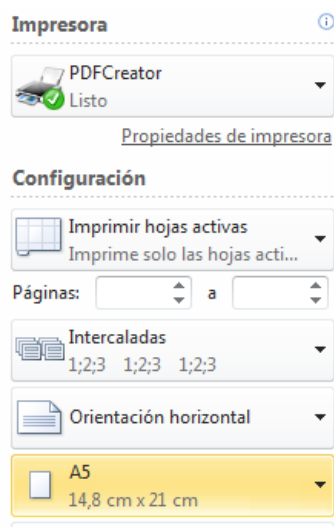 Impresora
PDFCreator
Listo
Propiedades de impresora
Configuración
Imprimir hojas activas
Imprime solo las hojas acti...
Páginas: a
Intercaladas
1;2;3 1;2;3 1;2;3
Orientación horizontal
A5
14,8 cm x 21 cm